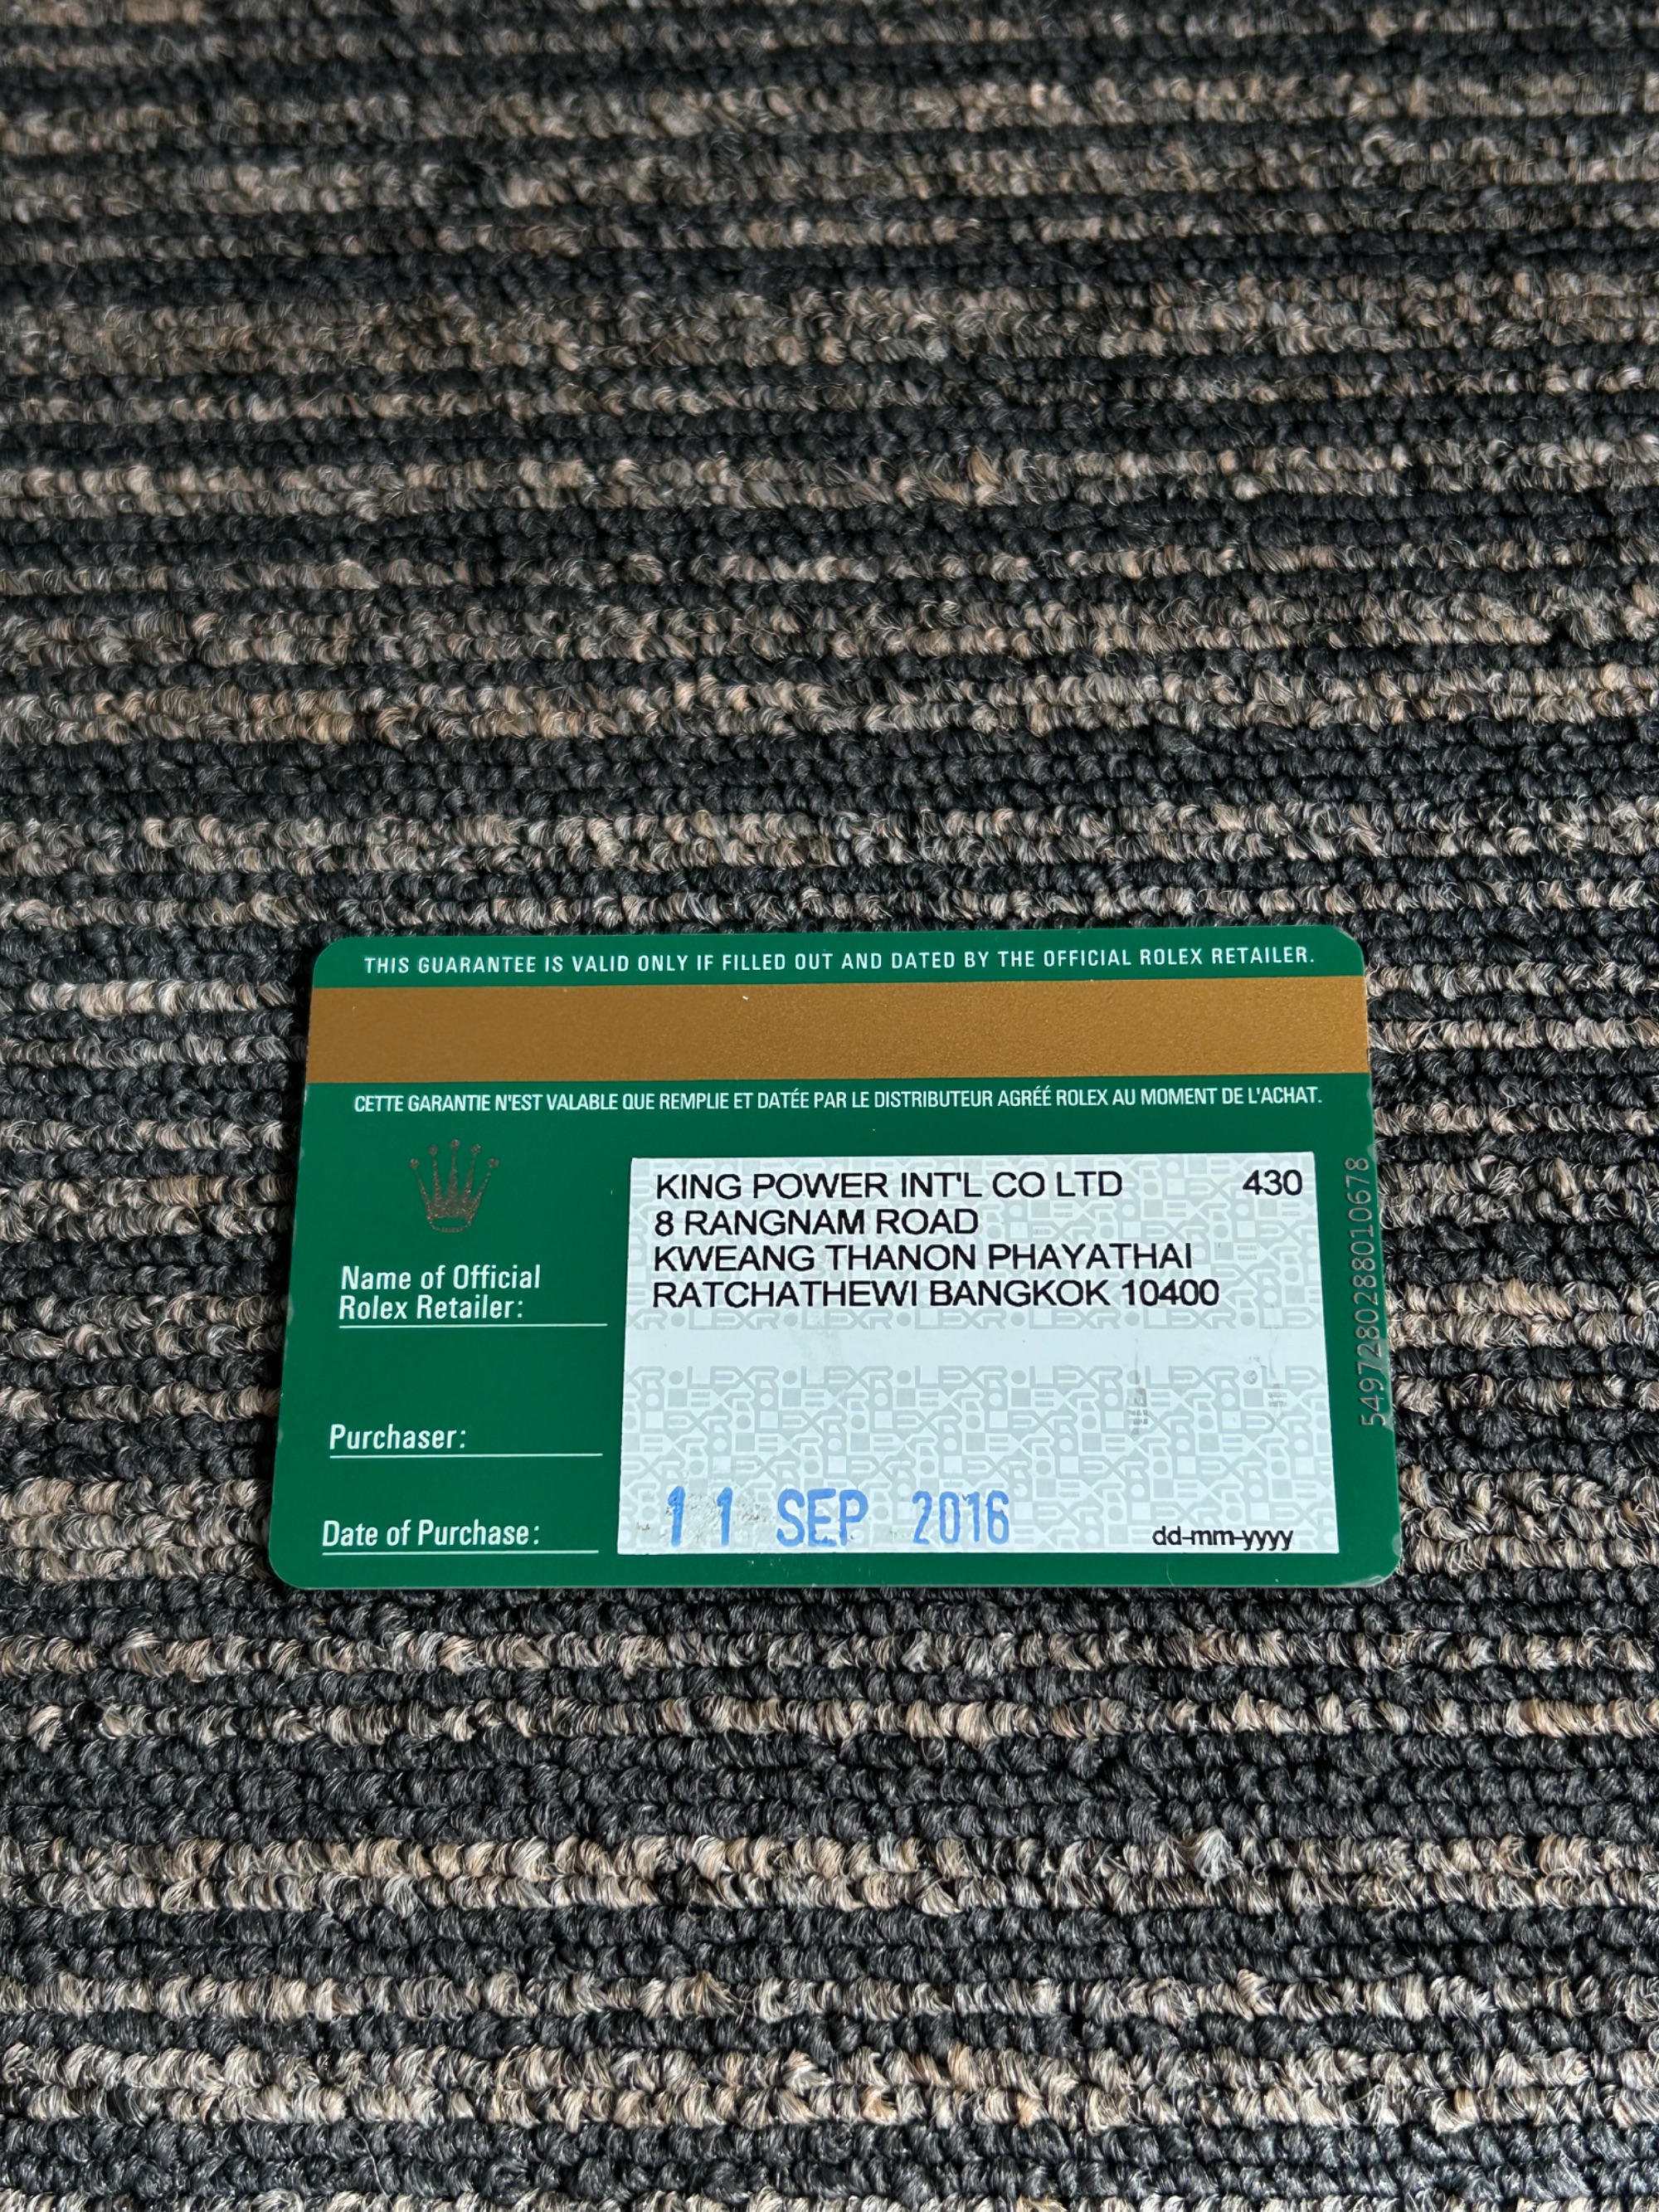 THIS GUARANTEE IS VALID ONLY IF FILLED OUT AND DATED BY THE OFFICIAL ROLEX RETAILER.
CETTE GARANTIE N'EST VALABLE QUE REMPLIE ET DATÉE PAR LE DISTRIBUTEUR AGRÉÉ ROLEX AU MOMENT DE L'ACHAT.
Name of Official
Rolex Retailer:
KING POWER INT'L CO LTD 430
8 RANGNAM ROAD
KWEANG THANON PHAYATHAI
RATCHATHEWI BANGKOK 10400
Purchaser:
Date of Purchase:
11 SEP 2016
dd-mm-yyyy
5497280288010678